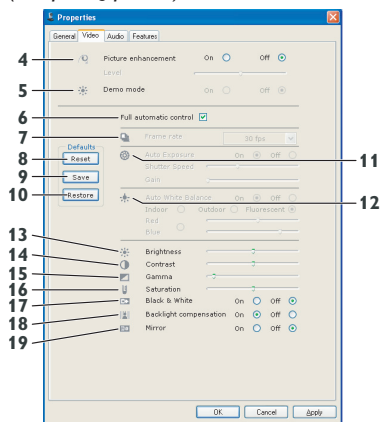 Properties
General Video Audio Features
4 Picture enhancement On Off
Level
5 Demo mode On Off
6 Full automatic control
7 Frame rate 30 fps
Defaults
8 Reset
9 Save
10 Restore
Auto Exposure On Off 11
Shutter Speed
Gain
Auto White Balance On Off 12
Indoor Outdoor Fluorescent
Red
Blue
13 Brightness
14 Contrast
15 Gamma
16 Saturation
17 Black & White On Off
18 Backlight compensation On Off
19 Mirror On Off
OK Cancel Apply